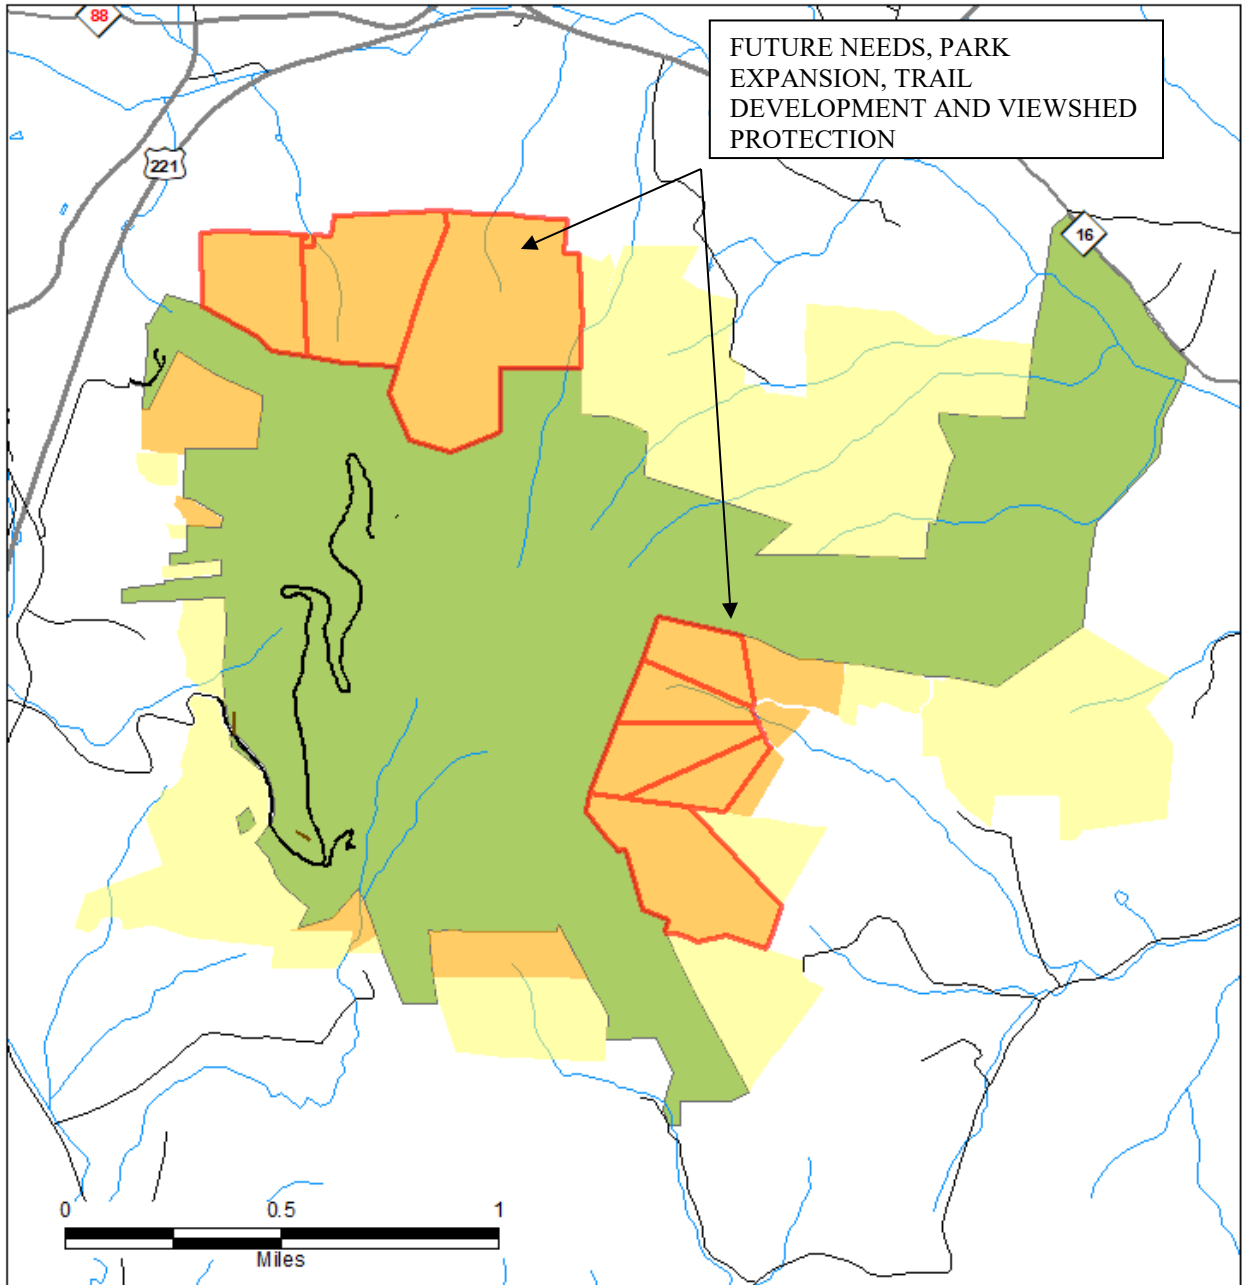 88
FUTURE NEEDS, PARK
EXPANSION, TRAIL
DEVELOPMENT AND VIEWSHED
PROTECTION
221
16
0 0.5 1
Miles